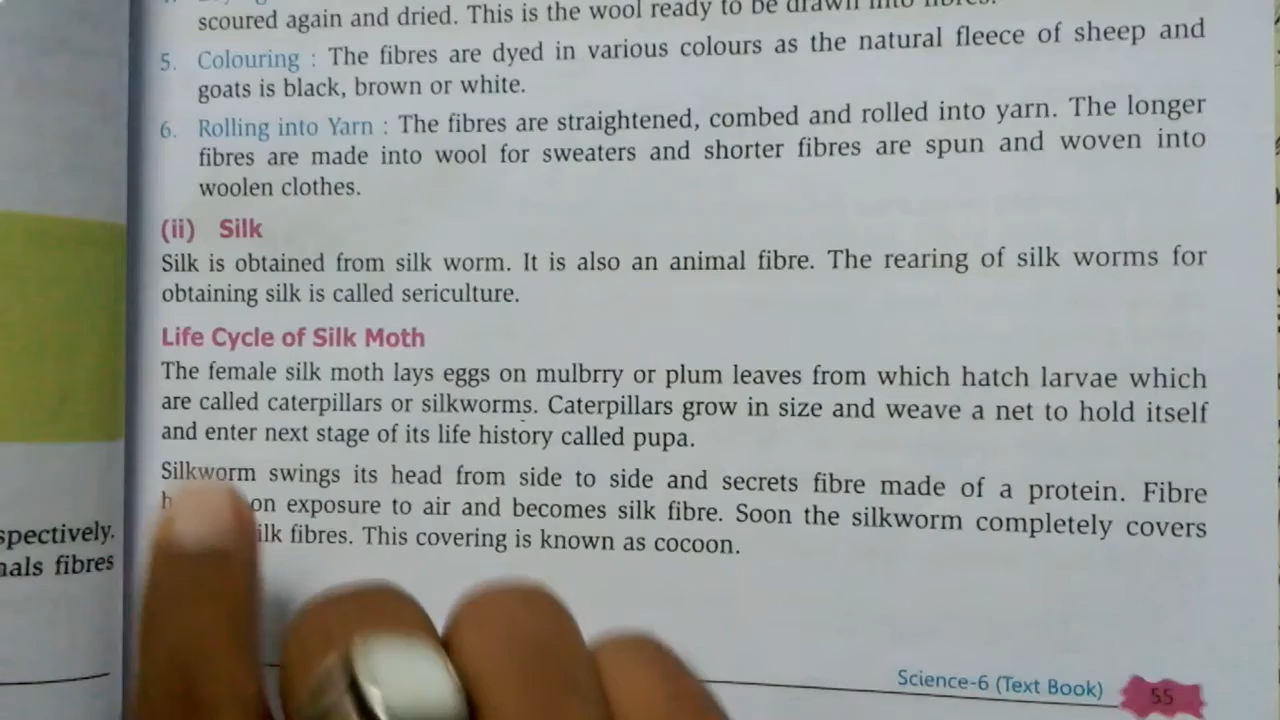 scoured again and dried. This is the wool ready to be drawn into fibres.
5. Colouring : The fibres are dyed in various colours as the natural fleece of sheep and
goats is black, brown or white.
6. Rolling into Yarn : The fibres are straightened, combed and rolled into yarn. The longer
fibres are made into wool for sweaters and shorter fibres are spun and woven into
woolen clothes.
(ii) Silk
Silk is obtained from silk worm. It is also an animal fibre. The rearing of silk worms for
obtaining silk is called sericulture.
Life Cycle of Silk Moth
The female silk moth lays eggs on mulbrry or plum leaves from which hatch larvae which
are called caterpillars or silkworms. Caterpillars grow in size and weave a net to hold itself
and enter next stage of its life history called pupa.
Silkworm swings its head from side to side and secrets fibre made of a protein. Fibre
on exposure to air and becomes silk fibre. Soon the silkworm completely covers
fibres. This covering is known as cocoon.
spectively.
nals fibres
Science-6 (Text Book) 55